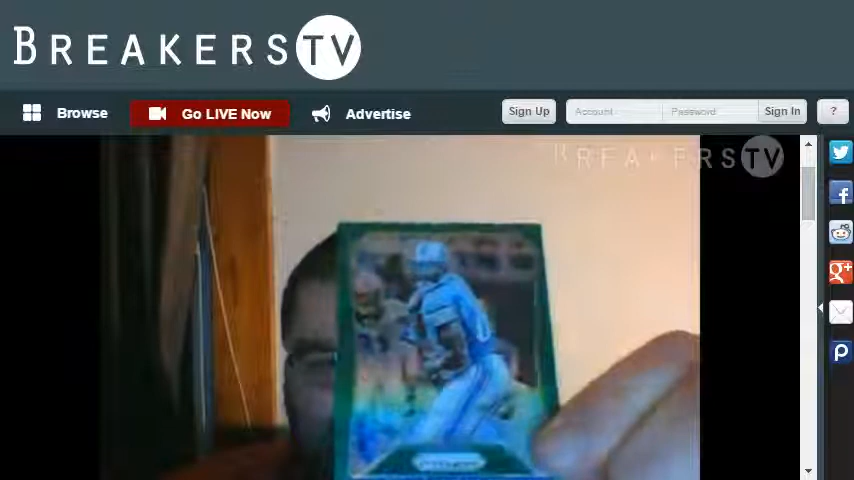 BREAKERS TV
Browse
Go LIVE Now
Advertise
Sign Up
Account
Password
Sign In
?
BREAKERS TV